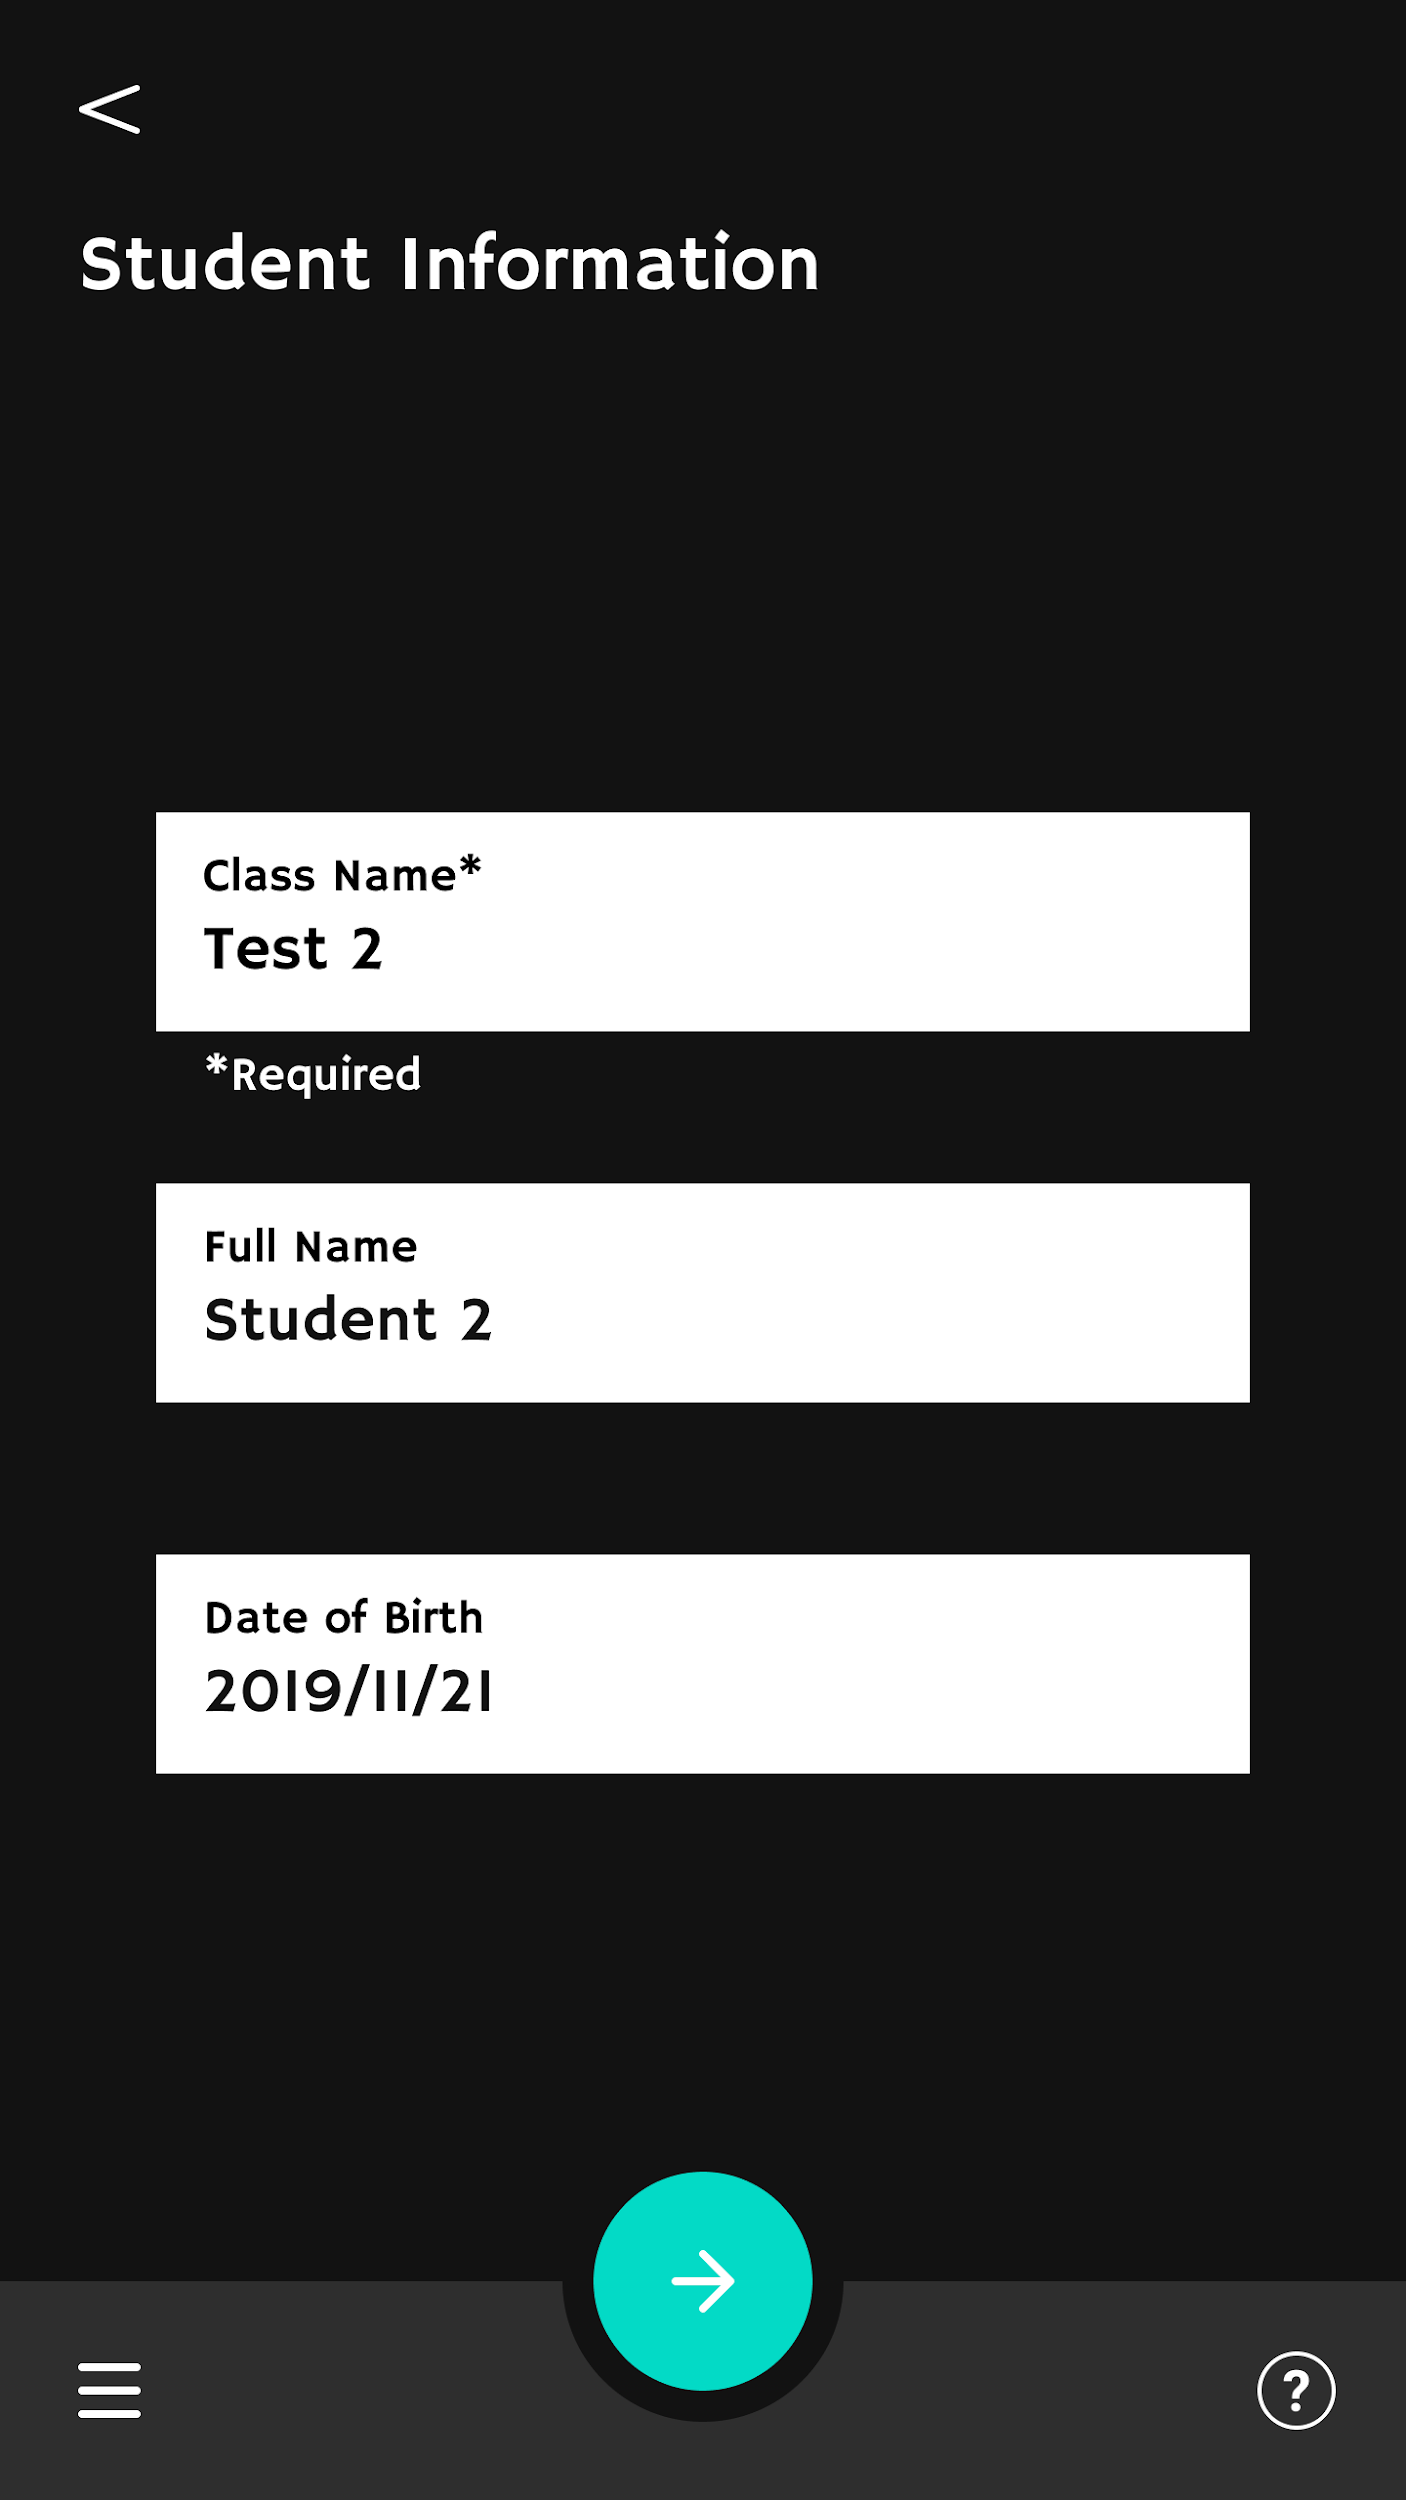 Student Information
Class Name*
Test 2
*Required
Full Name
Student 2
Date of Birth
2019/11/21
?